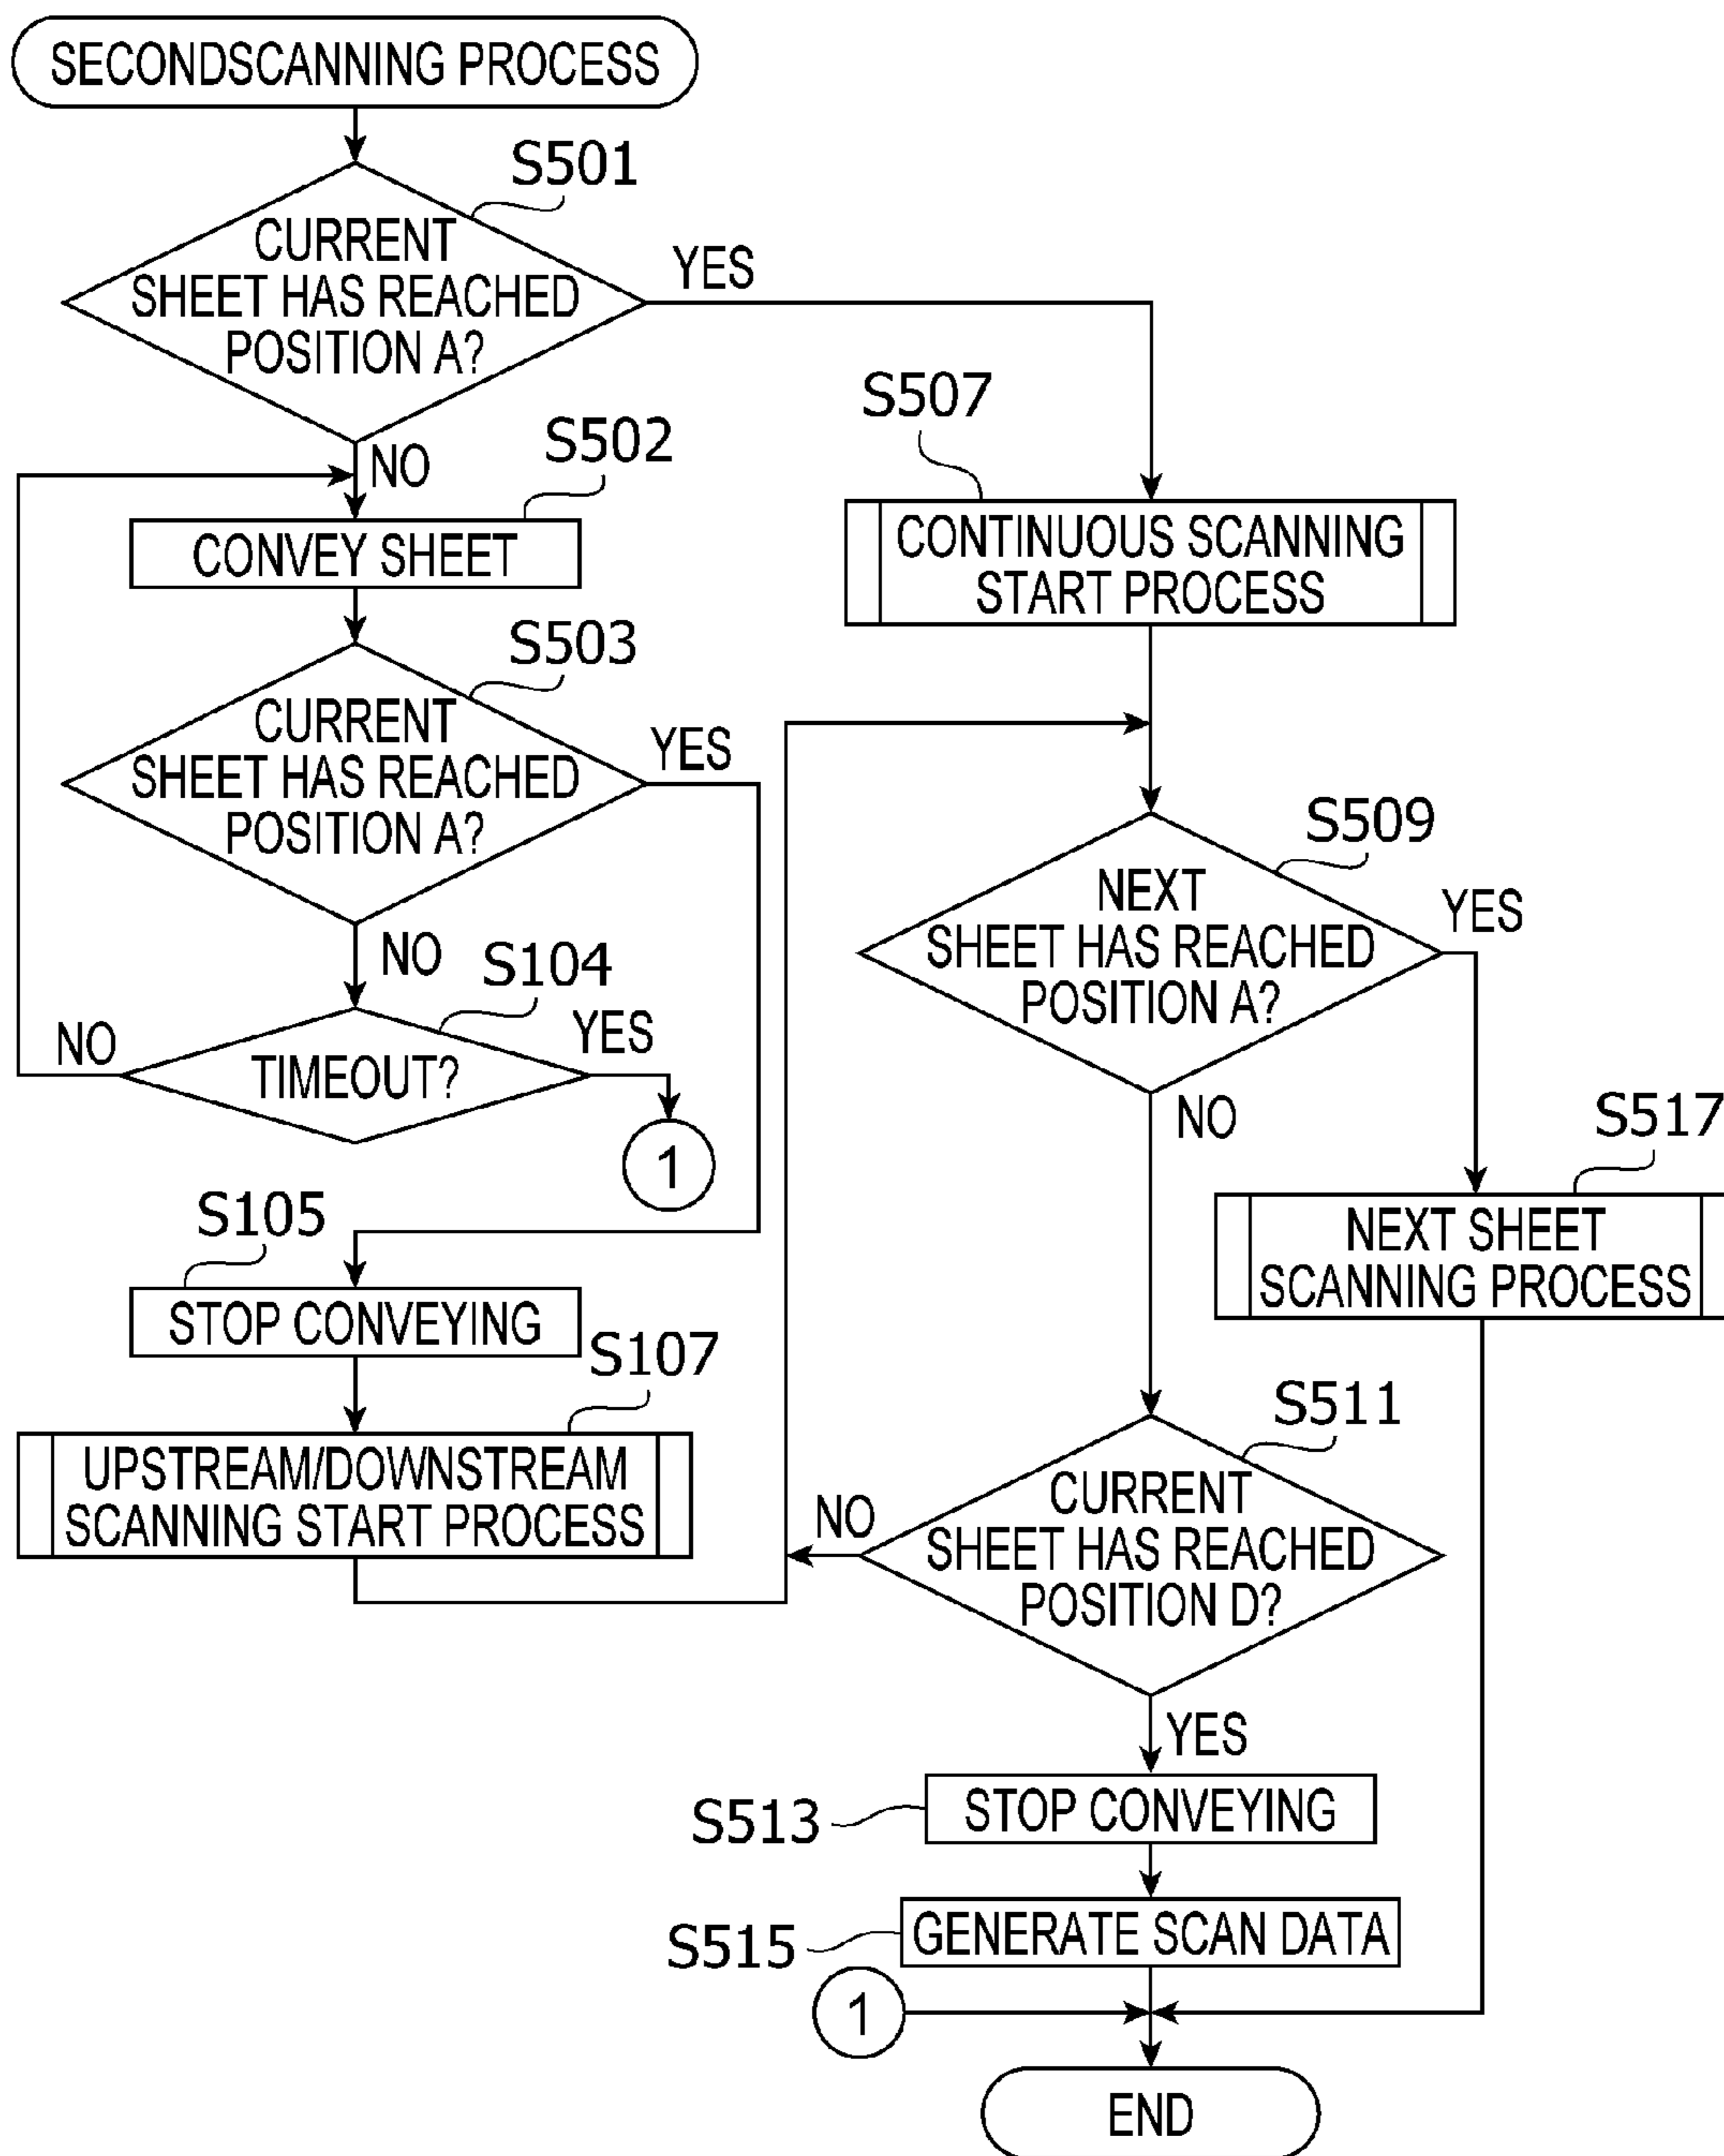 SECONDSCANNING PROCESS
S501
CURRENT
SHEET HAS REACHED
POSITION A?
YES
NO
S502
CONVEY SHEET
S503
CURRENT
SHEET HAS REACHED
POSITION A?
YES
NO
S104
TIMEOUT?
NO
YES
1
S105
STOP CONVEYING
S107
UPSTREAM/DOWNSTREAM
SCANNING START PROCESS
S507
CONTINUOUS SCANNING
START PROCESS
S509
NEXT
SHEET HAS REACHED
POSITION A?
YES
NO
S517
NEXT SHEET
SCANNING PROCESS
S511
CURRENT
SHEET HAS REACHED
POSITION D?
NO
YES
S513
STOP CONVEYING
S515
GENERATE SCAN DATA
1
END